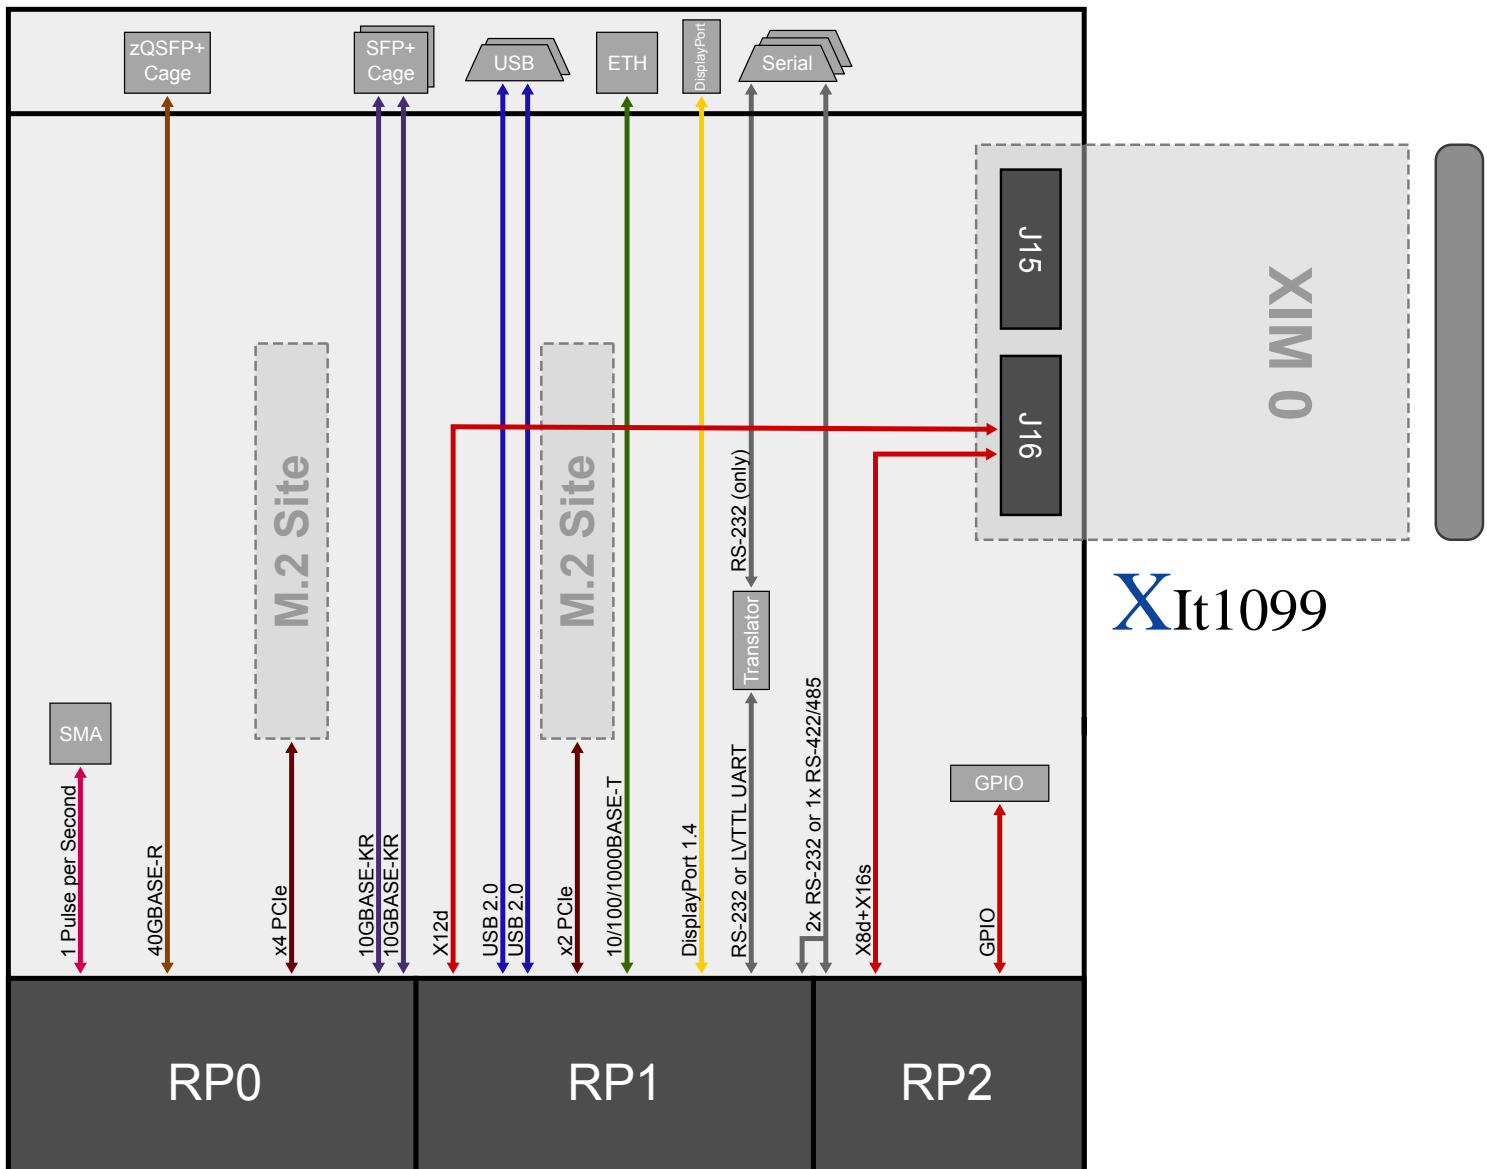 zQSFP+
Cage
SFP+
Cage
USB
ETH
DisplayPort
Serial
J15
J16
XIM 0
XIt1099
M.2 Site
M.2 Site
RS-232 (only)
Translator
SMA
GPIO
1 Pulse per Second
40GBASE-R
x4 PCIe
10GBASE-KR
10GBASE-KR
X12d
USB 2.0
USB 2.0
x2 PCIe
10/100/1000BASE-T
DisplayPort 1.4
RS-232 or LVTTL UART
2x RS-232 or 1x RS-422/485
X8d+X16s
GPIO
RP0
RP1
RP2